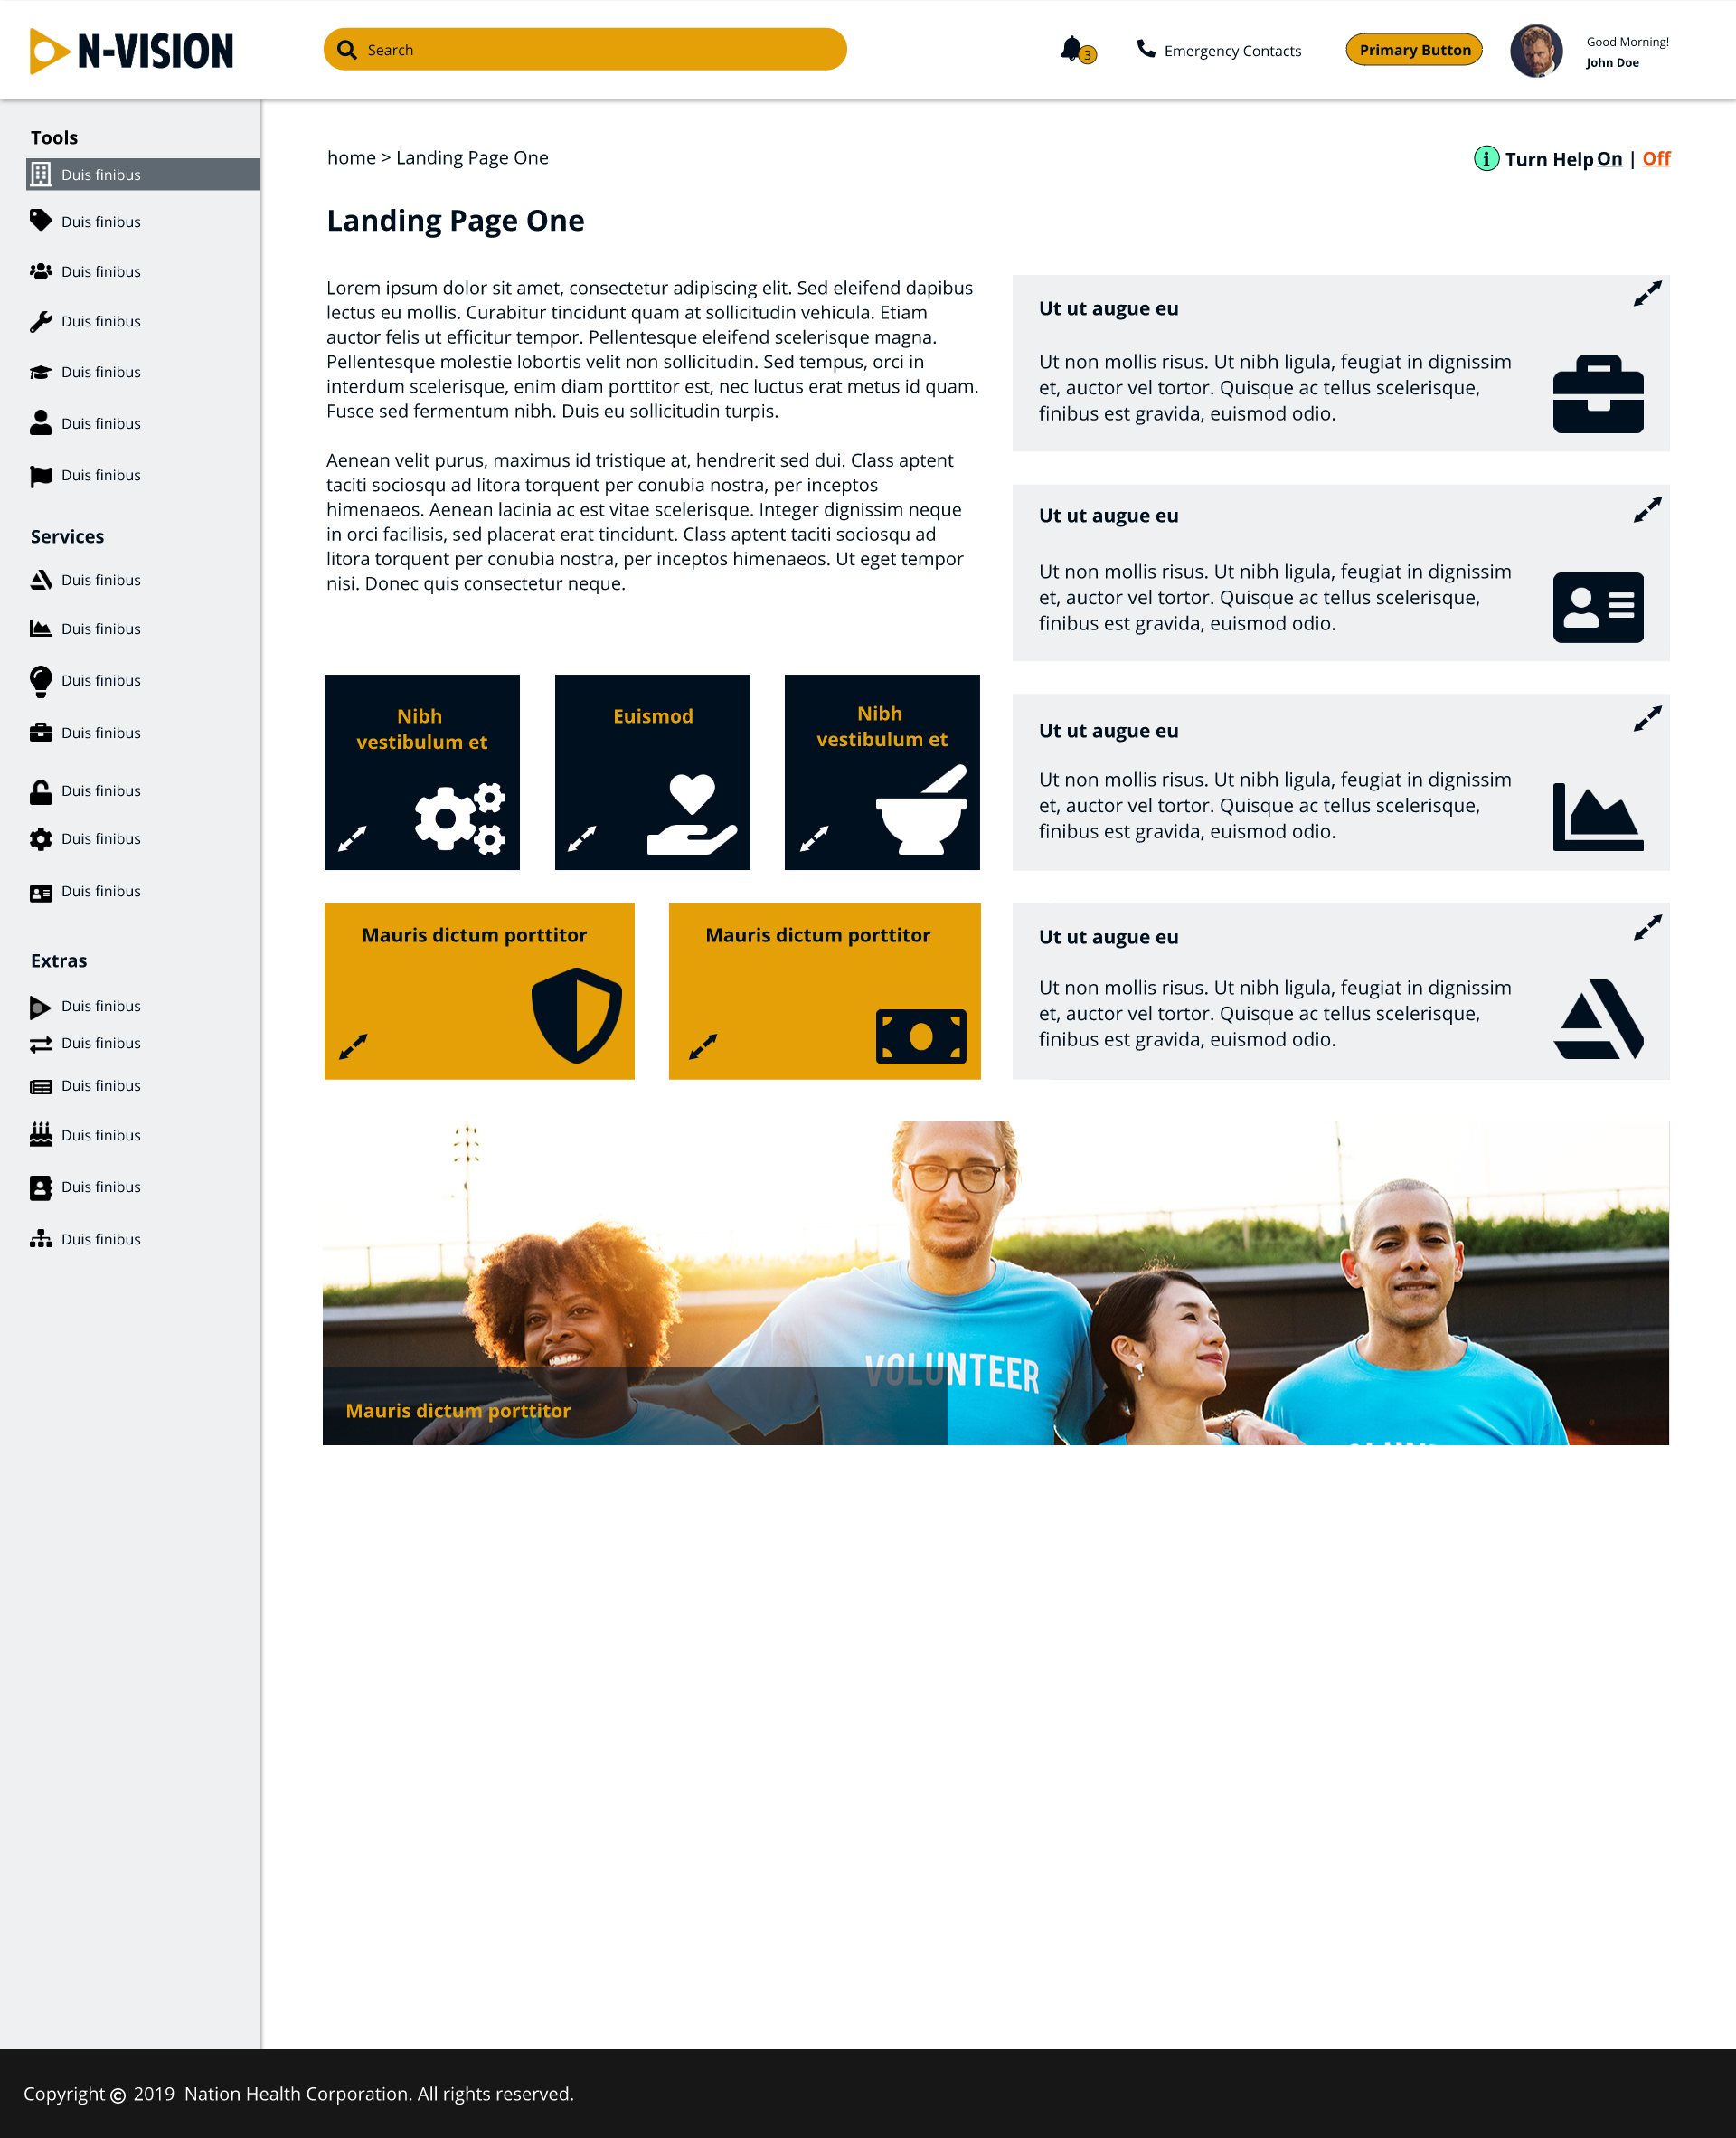 N-VISION
Search
3
Emergency Contacts
Primary Button
Good Morning!
John Doe
Tools
Duis finibus
Duis finibus
Duis finibus
Duis finibus
Duis finibus
Duis finibus
Duis finibus
Services
Duis finibus
Duis finibus
Duis finibus
Duis finibus
Duis finibus
Duis finibus
Duis finibus
Extras
Duis finibus
Duis finibus
Duis finibus
Duis finibus
Duis finibus
Duis finibus
home > Landing Page One
i Turn Help On | Off
Landing Page One
Lorem ipsum dolor sit amet, consectetur adipiscing elit. Sed eleifend dapibus
lectus eu mollis. Curabitur tincidunt quam at sollicitudin vehicula. Etiam
auctor felis ut efficitur tempor. Pellentesque eleifend scelerisque magna.
Pellentesque molestie lobortis velit non sollicitudin. Sed tempus, orci in
interdum scelerisque, enim diam porttitor est, nec luctus erat metus id quam.
Fusce sed fermentum nibh. Duis eu sollicitudin turpis.
Aenean velit purus, maximus id tristique at, hendrerit sed dui. Class aptent
taciti sociosqu ad litora torquent per conubia nostra, per inceptos
himenaeos. Aenean lacinia ac est vitae scelerisque. Integer dignissim neque
in orci facilisis, sed placerat erat tincidunt. Class aptent taciti sociosqu ad
litora torquent per conubia nostra, per inceptos himenaeos. Ut eget tempor
nisi. Donec quis consectetur neque.
Nibh
vestibulum et
Euismod
Nibh
vestibulum et
Mauris dictum porttitor
Mauris dictum porttitor
Ut ut augue eu
Ut non mollis risus. Ut nibh ligula, feugiat in dignissim
et, auctor vel tortor. Quisque ac tellus scelerisque,
finibus est gravida, euismod odio.
Ut ut augue eu
Ut non mollis risus. Ut nibh ligula, feugiat in dignissim
et, auctor vel tortor. Quisque ac tellus scelerisque,
finibus est gravida, euismod odio.
Ut ut augue eu
Ut non mollis risus. Ut nibh ligula, feugiat in dignissim
et, auctor vel tortor. Quisque ac tellus scelerisque,
finibus est gravida, euismod odio.
Ut ut augue eu
Ut non mollis risus. Ut nibh ligula, feugiat in dignissim
et, auctor vel tortor. Quisque ac tellus scelerisque,
finibus est gravida, euismod odio.
VOLUNTEER
Mauris dictum porttitor
Copyright © 2019 Nation Health Corporation. All rights reserved.